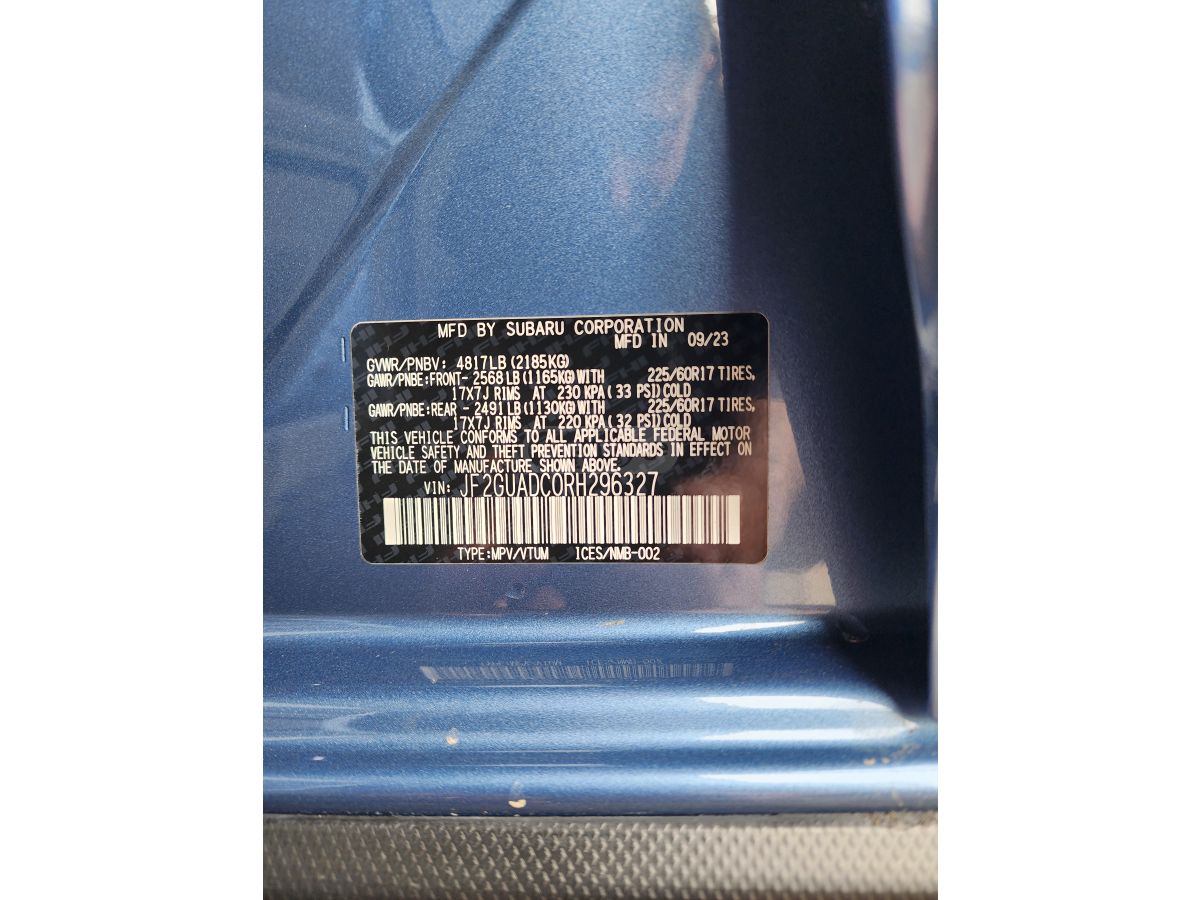 MFD BY SUBARU CORPORATION
MFD IN 09/23
GVWR/PNBV: 4817LB (2185KG)
GAWR/PNBE:FRONT- 2568LB (1165KG) WITH 225/60R17 TIRES,
17X7J RIMS AT 230 KPA( 33 PSI) COLD
GAWR/PNBE:REAR - 2491LB (1130KG) WITH 225/60R17 TIRES,
17X7J RIMS AT 220 KPA( 32 PSI) COLD
THIS VEHICLE CONFORMS TO ALL APPLICABLE FEDERAL MOTOR
VEHICLE SAFETY AND THEFT PREVENTION STANDARDS IN EFFECT ON
THE DATE OF MANUFACTURE SHOWN ABOVE.
VIN: JF2GUADC0RH296327
TYPE:MPV/VTUM ICES/NMB-002